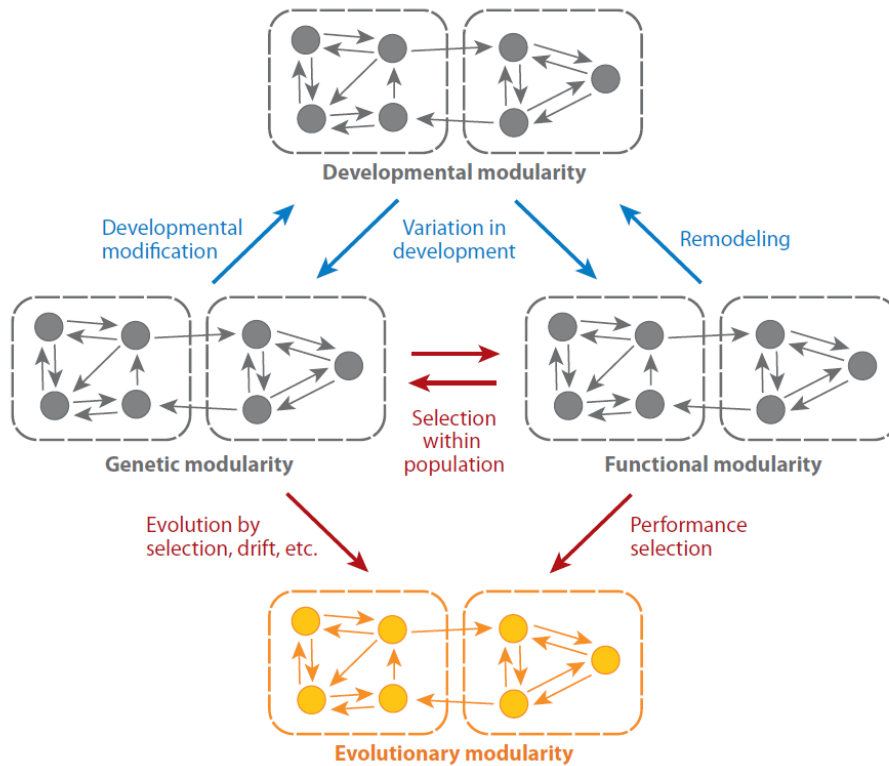 Developmental modularity
Developmental
modification
Variation in
development
Remodeling
Selection
within
population
Genetic modularity
Functional modularity
Evolution by
selection, drift, etc.
Performance
selection
Evolutionary modularity